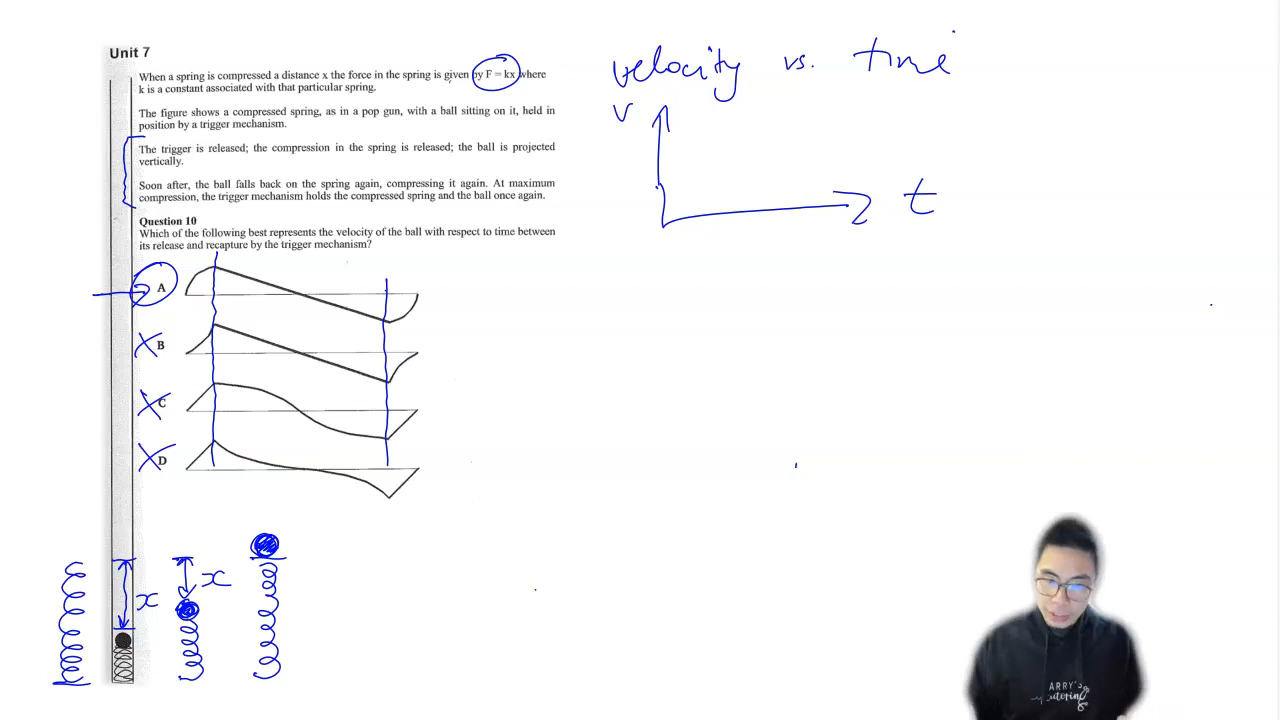 Unit 7
When a spring is compressed a distance x the force in the spring is given by F = kx where
k is a constant associated with that particular spring.
The figure shows a compressed spring, as in a pop gun, with a ball sitting on it, held in
position by a trigger mechanism.
The trigger is released; the compression in the spring is released; the ball is projected
vertically.
Soon after, the ball falls back on the spring again, compressing it again. At maximum
compression, the trigger mechanism holds the compressed spring and the ball once again.
Question 10
Which of the following best represents the velocity of the ball with respect to time between
its release and recapture by the trigger mechanism?
A
B
C
D
x
x
velocity vs. time
v
t
ARRY'S
utoring